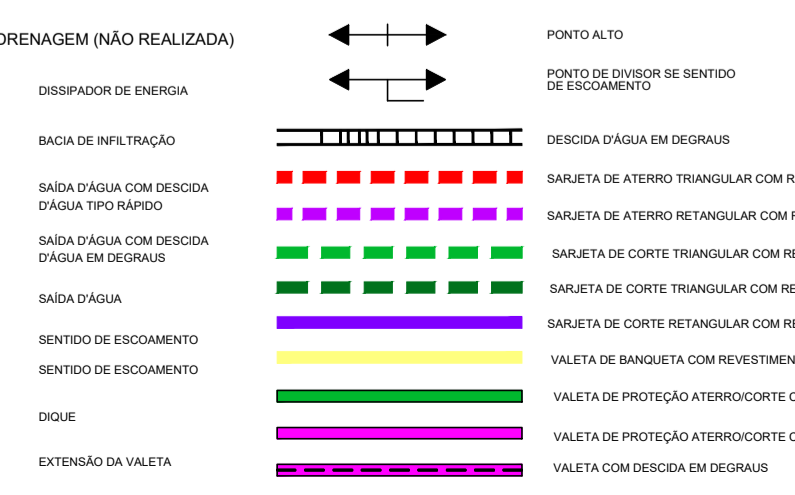 DRENAGEM (NÃO REALIZADA)
DISSIPADOR DE ENERGIA
BACIA DE INFILTRAÇÃO
SAÍDA D'ÁGUA COM DESCIDA
D'ÁGUA TIPO RÁPIDO
SAÍDA D'ÁGUA COM DESCIDA
D'ÁGUA EM DEGRAUS
SAÍDA D'ÁGUA
SENTIDO DE ESCOAMENTO
SENTIDO DE ESCOAMENTO
DIQUE
EXTENSÃO DA VALETA
PONTO ALTO
PONTO DE DIVISOR SE SENTIDO
DE ESCOAMENTO
DESCIDA D'ÁGUA EM DEGRAUS
SARJETA DE ATERRO TRIANGULAR COM
SARJETA DE ATERRO RETANGULAR COM
SARJETA DE CORTE TRIANGULAR COM
SARJETA DE CORTE TRIANGULAR COM
SARJETA DE CORTE RETANGULAR COM
VALETA DE BANQUETA COM
VALETA DE PROTEÇÃO ATERRO/CORTE
VALETA DE PROTEÇÃO ATERRO/CORTE
VALETA COM DESCIDA EM DEGRAUS